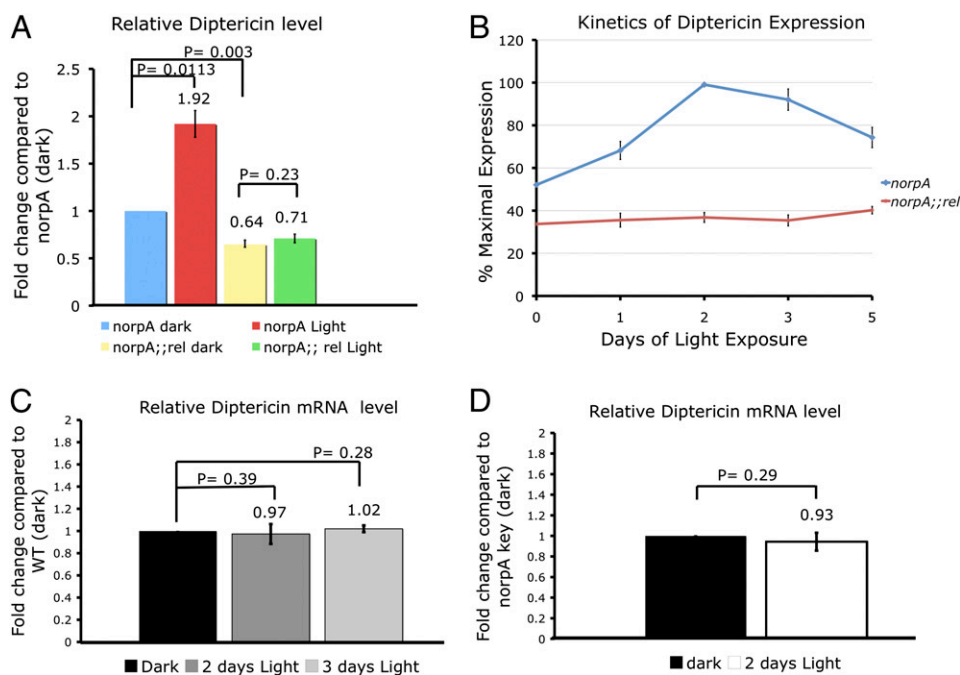 A
Relative Diptericin level
P= 0.003
P= 0.0113
1.92
P= 0.23
0.64
0.71
Fold change compared to
norpA (dark)
2.5
2
1.5
1
0.5
0
norpA dark
norpA Light
norpA;;rel dark
norpA;; rel Light
B
Kinetics of Diptericin Expression
% Maximal Expression
120
100
80
60
40
20
0
0 1 2 3 5
Days of Light Exposure
norpA
norpA;;rel
C
Relative Diptericin mRNA level
Fold change compared to
WT (dark)
2
1.8
1.6
1.4
1.2
1
0.8
0.6
0.4
0.2
0
P= 0.28
P= 0.39
0.97
1.02
Dark 2 days Light 3 days Light
D
Relative Diptericin mRNA level
Fold change compared to
norpA key (dark)
2
1.8
1.6
1.4
1.2
1
0.8
0.6
0.4
0.2
0
P= 0.29
0.93
dark 2 days Light